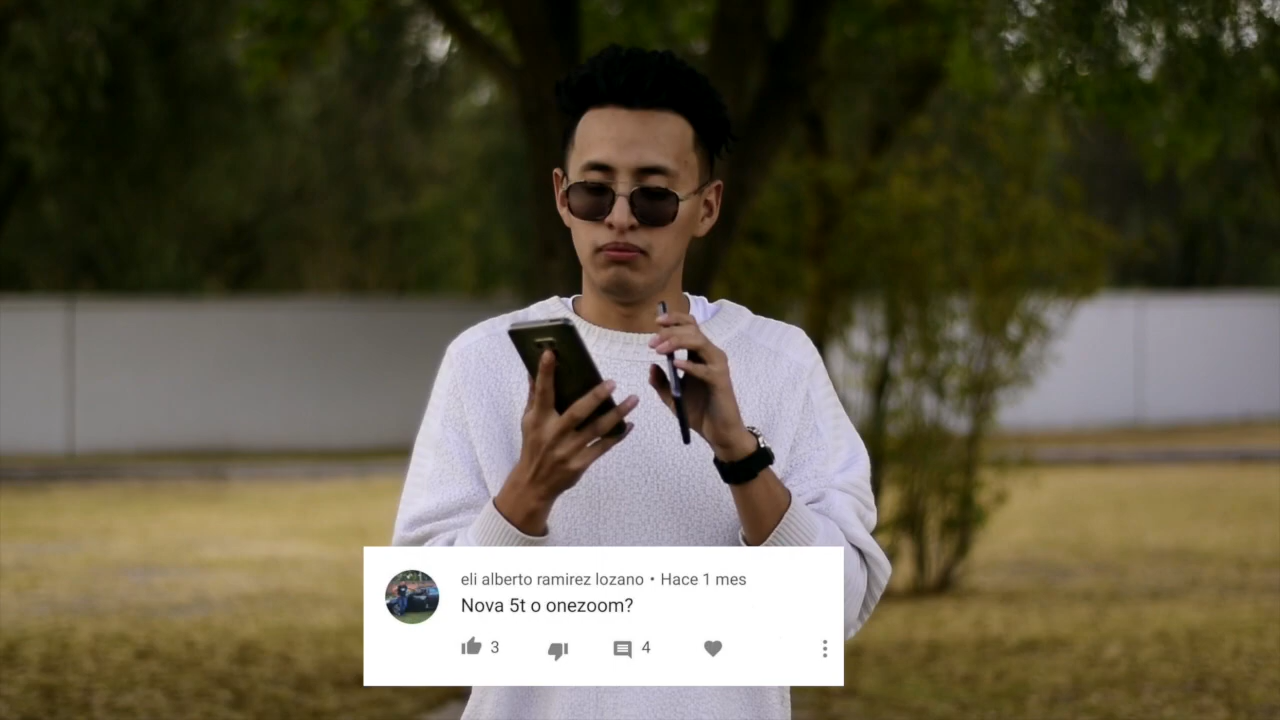 eli alberto ramirez lozano • Hace 1 mes
Nova 5t o onezoom?
3
4